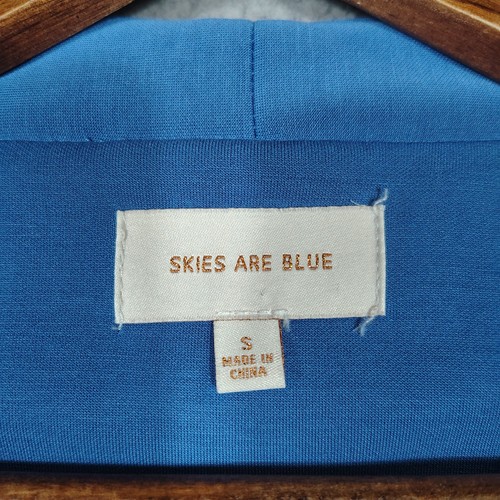 SKIES ARE BLUE
S
MADE IN
CHINA